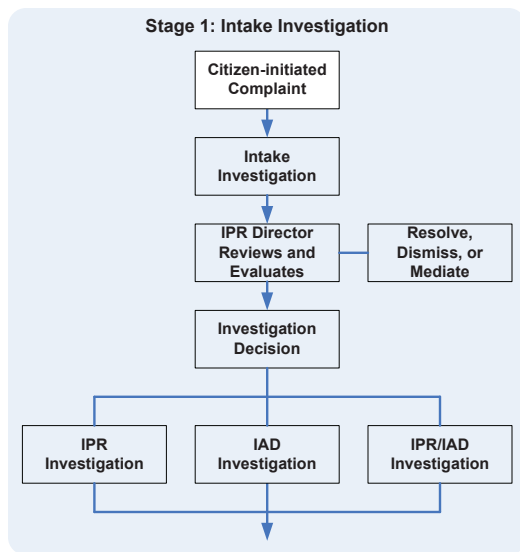 Stage 1: Intake Investigation
Citizen-initiated
Complaint
Intake
Investigation
IPR Director
Reviews and
Evaluates
Resolve,
Dismiss, or
Mediate
Investigation
Decision
IPR
Investigation
IAD
Investigation
IPR/IAD
Investigation